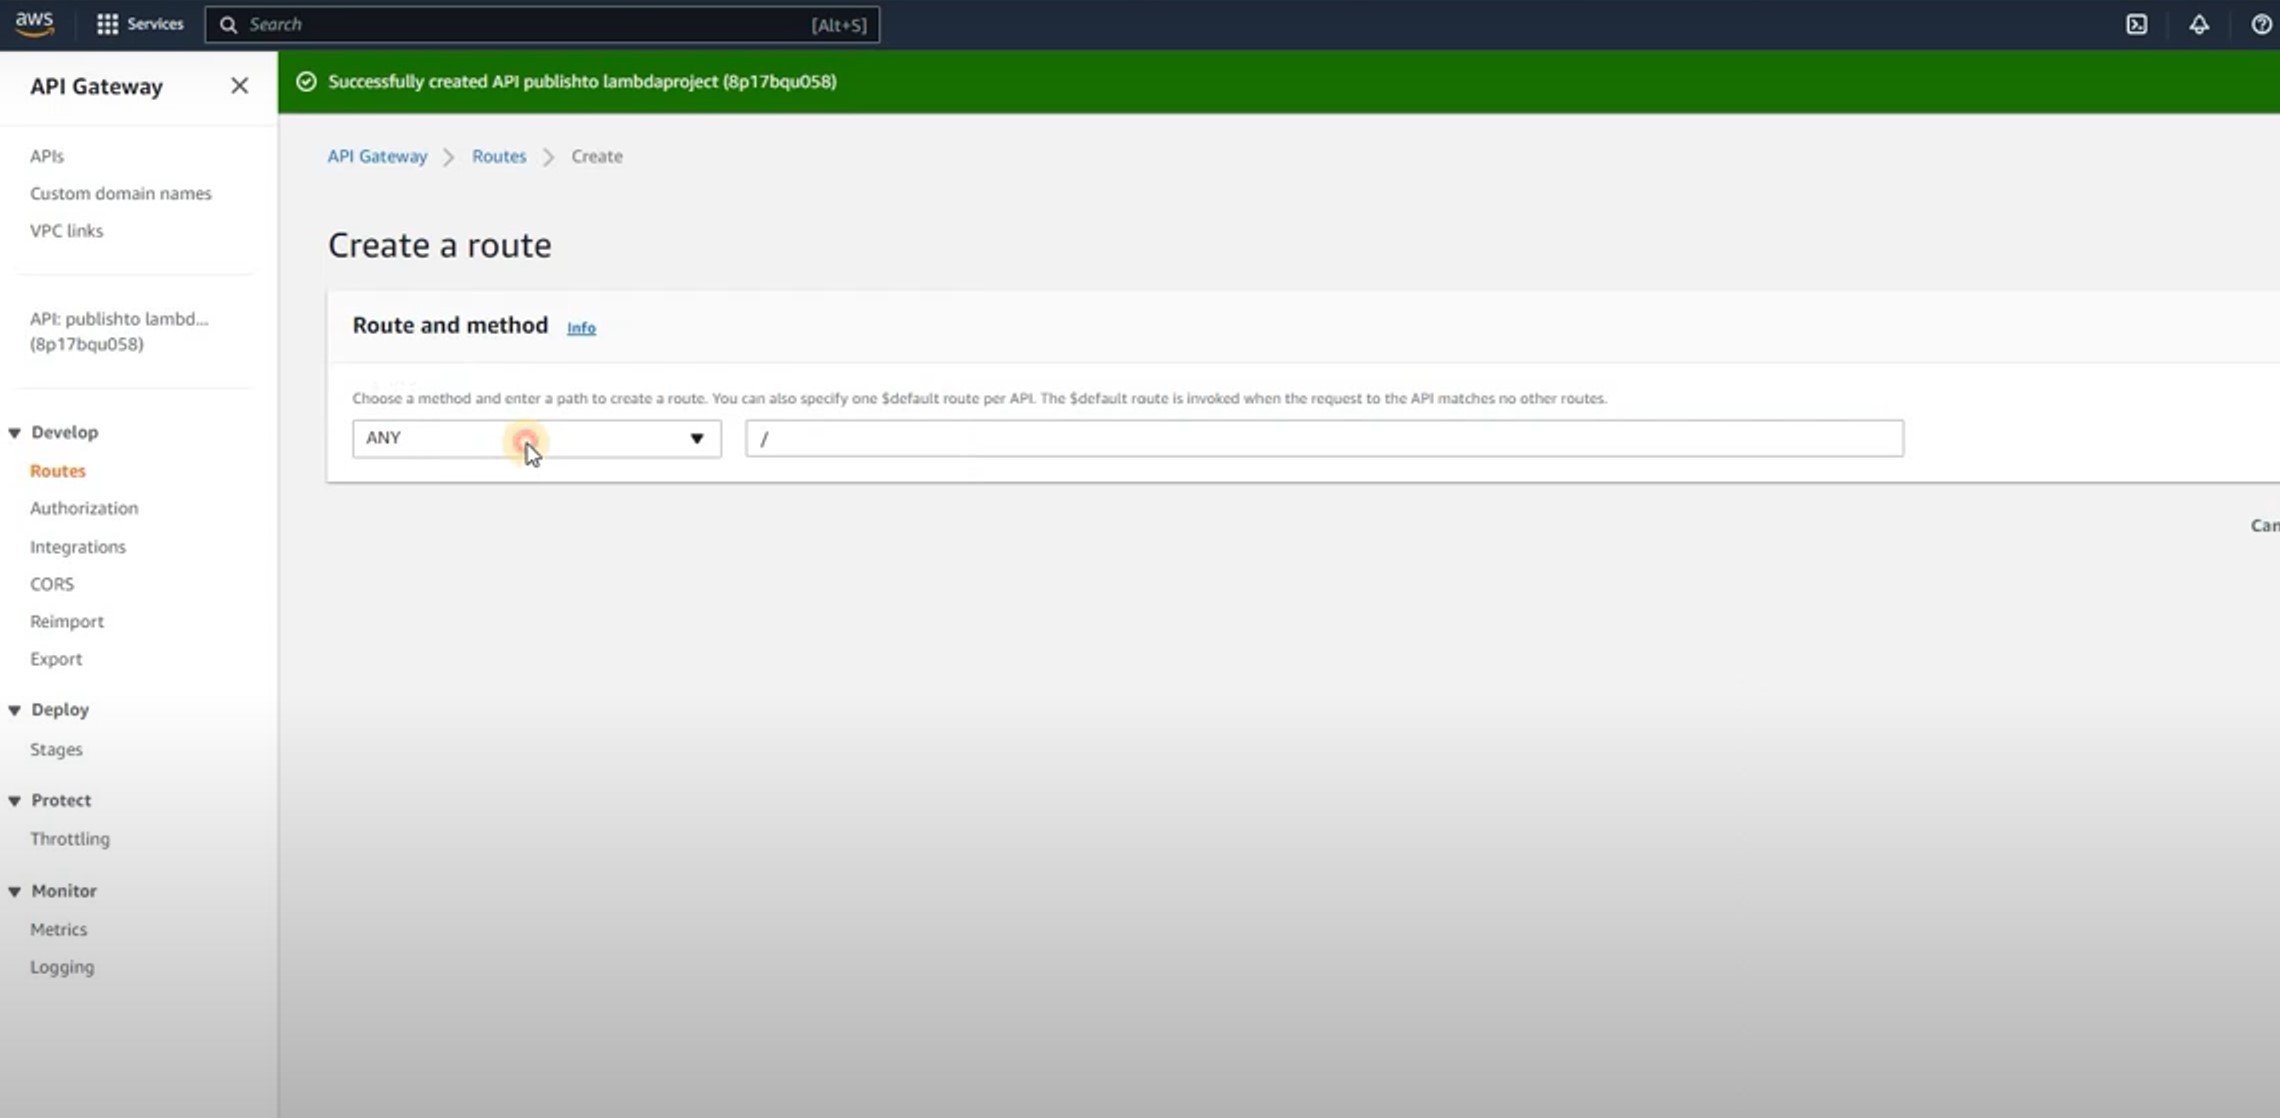 aws
Services
Search
[Alt+S]
API Gateway
Successfully created API publishto lambdaproject (8p17bqu058)
APIs
Custom domain names
VPC links
API: publishto lambd...
(8p17bqu058)
Develop
Routes
Authorization
Integrations
CORS
Reimport
Export
Deploy
Stages
Protect
Throttling
Monitor
Metrics
Logging
API Gateway > Routes > Create
Create a route
Route and method Info
Choose a method and enter a path to create a route. You can also specify one $default route per API. The $default route is invoked when the request to the API matches no other routes.
ANY
/
Can